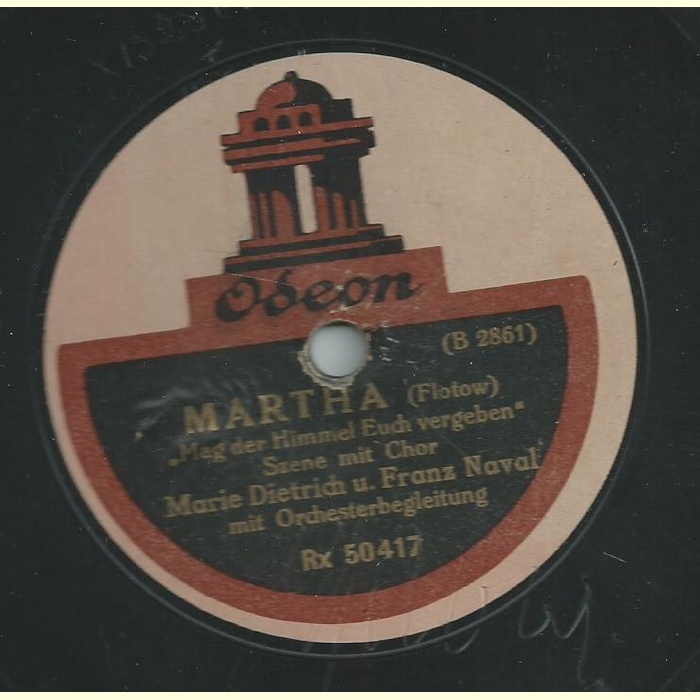 Odeon
(B 2861)
MARTHA (Flotow)
„Mag der Himmel Euch vergeben“
Szene mit Chor
Marie Dietrich u. Franz Naval
mit Orchesterbegleitung
Rx 50417